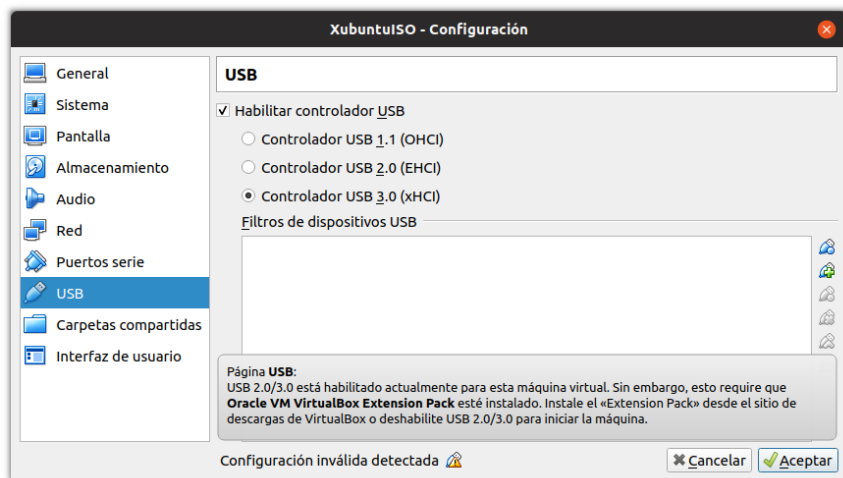 XubuntuISO - Configuración
General
Sistema
Pantalla
Almacenamiento
Audio
Red
Puertos serie
USB
Carpetas compartidas
Interfaz de usuario
USB
Habilitar controlador USB
Controlador USB 1.1 (OHCI)
Controlador USB 2.0 (EHCI)
Controlador USB 3.0 (xHCI)
Filtros de dispositivos USB
Página USB:
USB 2.0/3.0 está habilitado actualmente para esta máquina virtual. Sin embargo, esto require que
Oracle VM VirtualBox Extension Pack esté instalado. Instale el «Extension Pack» desde el sitio de
descargas de VirtualBox o deshabilite USB 2.0/3.0 para iniciar la máquina.
Configuración inválida detectada
Cancelar
Aceptar